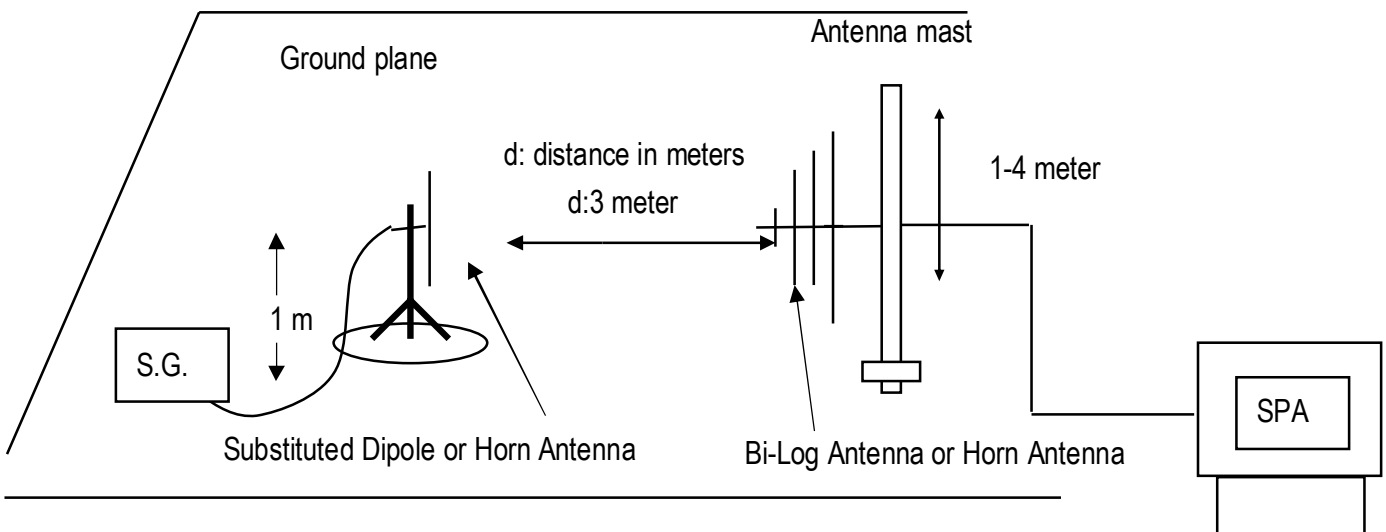 Antenna mast
Ground plane
d: distance in meters
d:3 meter
1-4 meter
1 m
S.G.
SPA
Substituted Dipole or Horn Antenna
Bi-Log Antenna or Horn Antenna